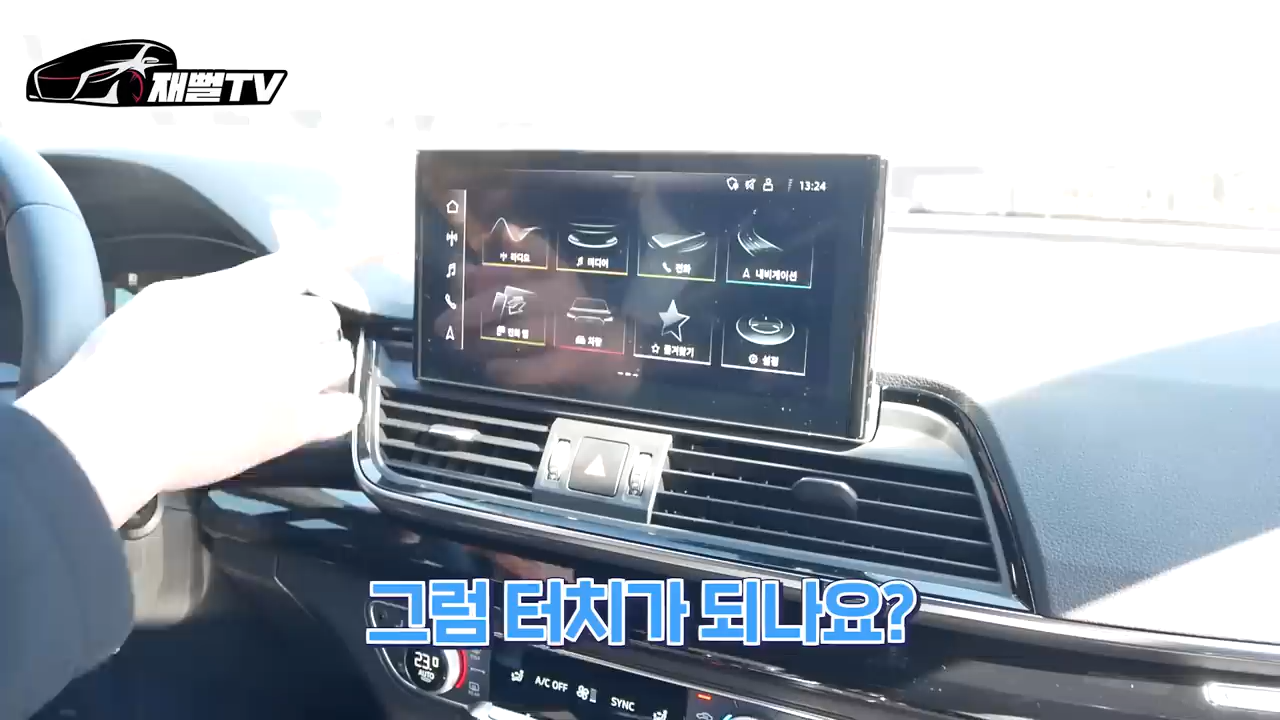 재뻘TV
13:24
라디오
미디어
전화
내비게이션
차량
즐겨찾기
설정
그럼 터치가 되나요?
23.0
AUTO
A/C OFF
SYNC